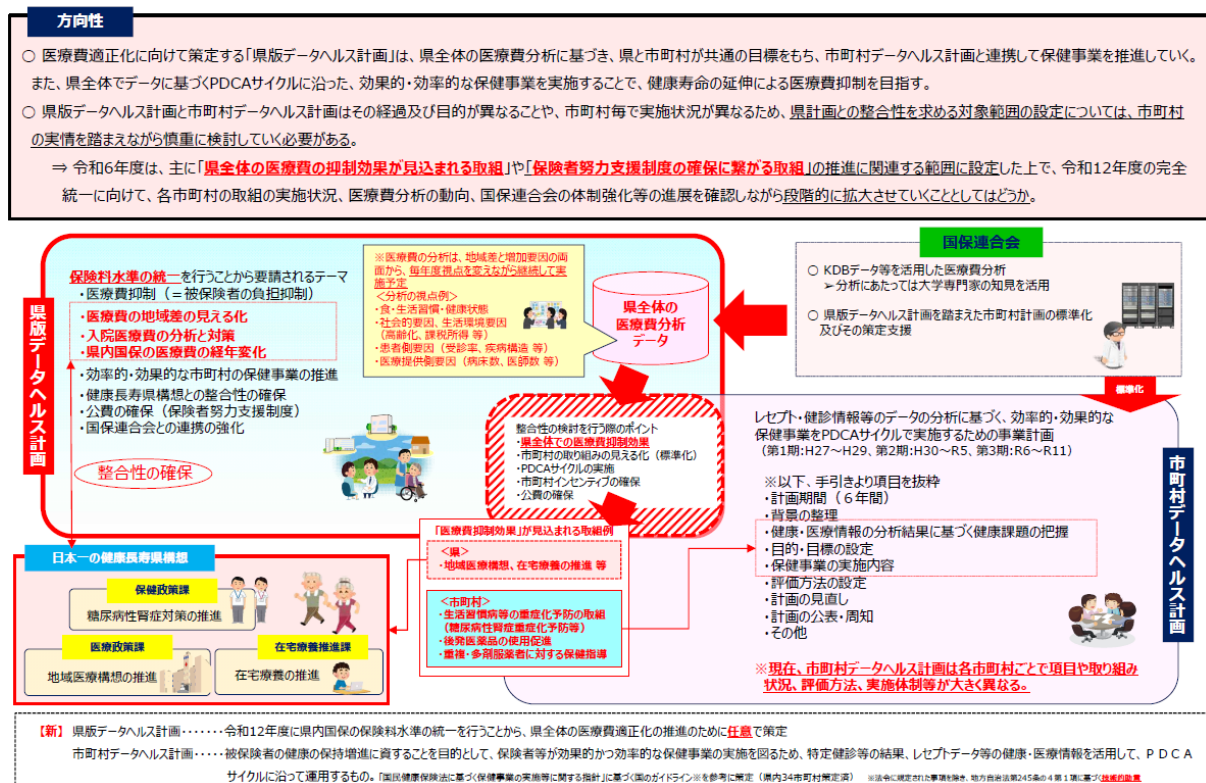 方向性
○ 医療費適正化に向けて策定する「県版データヘルス計画」は、県全体の医療費分析に基づき、県と市町村が共通の目標をもち、市町村データヘルス計画と連携して保健事業を推進していく。
また、県全体でデータに基づくPDCAサイクルに沿った、効果的・効率的な保健事業を実施することで、健康寿命の延伸による医療費抑制を目指す。
○ 県版データヘルス計画と市町村データヘルス計画はその経過及び目的が異なることや、市町村毎で実施状況が異なるため、県計画との整合性を求める対象範囲の設定については、市町村
の実情を踏まえながら慎重に検討していく必要がある。
⇒ 令和6年度は、主に「県全体の医療費の抑制効果が見込まれる取組」や「保険者努力支援制度の確保に繋がる取組」の推進に関連する範囲に設定した上で、令和12年度の完全
統一に向けて、各市町村の取組の実施状況、医療費分析の動向、国保連合会の体制強化等の進展を確認しながら段階的に拡大させていくこととしてはどうか。
県版データヘルス計画
保険料水準の統一を行うことから要請されるテーマ
・医療費抑制(=被保険者の負担抑制)
・医療費の地域差の見える化
・入院医療費の分析と対策
・県内国保の医療費の経年変化
・効率的・効果的な市町村の保健事業の推進
・健康長寿県構想との整合性の確保
・公費の確保(保険者努力支援制度)
・国保連合会との連携の強化
整合性の確保
※医療費の分析は、地域差と増加要因の両
面から、毎年度視点を変えながら継続して実
施予定
<分析の視点例>
・食・生活習慣・健康状態
・社会的要因、生活環境要因
(高齢化、課税所得 等)
・患者側要因(受診率、疾病構造 等)
・医療提供側要因(病床数、医師数 等)
県全体の
医療費分析
データ
国保連合会
○ KDBデータ等を活用した医療費分析
➢分析にあたっては大学専門家の知見を活用
○ 県版データヘルス計画を踏まえた市町村計画の標準化
及びその策定支援
標準化
整合性の検討を行う際のポイント
・県全体での医療費抑制効果
・市町村の取り組みの見える化(標準化)
・PDCAサイクルの実施
・市町村インセンティブの確保
・公費の確保
市町村データヘルス計画
レセプト・健診情報等のデータの分析に基づく、効率的・効果的な
保健事業をPDCAサイクルで実施するための事業計画
(第1期:H27～H29、第2期:H30～R5、第3期:R6～R11)
※以下、手引きより項目を抜粋
・計画期間(6年間)
・背景の整理
・健康・医療情報の分析結果に基づく健康課題の把握
・目的・目標の設定
・保健事業の実施内容
・評価方法の設定
・計画の見直し
・計画の公表・周知
・その他
※現在、市町村データヘルス計画は各市町村ごとで項目や取り組み
状況、評価方法、実施体制等が大きく異なる。
「医療費抑制効果」が見込まれる取組例
<県>
・地域医療構想、在宅療養の推進 等
<市町村>
・生活習慣病等の重症化予防の取組
(糖尿病性腎症重症化予防等)
・後発医薬品の使用促進
・重複・多剤服薬者に対する保健指導
日本一の健康長寿県構想
保健政策課
糖尿病性腎症対策の推進
医療政策課
地域医療構想の推進
在宅療養推進課
在宅療養の推進
【新】 県版データヘルス計画・・・・・・・令和12年度に県内国保の保険料水準の統一を行うことから、県全体の医療費適正化の推進のために任意で策定
市町村データヘルス計画・・・・・被保険者の健康の保持増進に資することを目的として、保険者等が効果的かつ効率的な保健事業の実施を図るため、特定健診等の結果、レセプトデータ等の健康・医療情報を活用して、PDCA
サイクルに沿って運用するもの。「国民健康保険法に基づく保健事業の実施等に関する指針」に基づく国のガイドライン※を参考に策定(県内34市町村策定済) ※法令に規定された事項を除き、地方自治法第245条の4第1項に基づく技術的助言